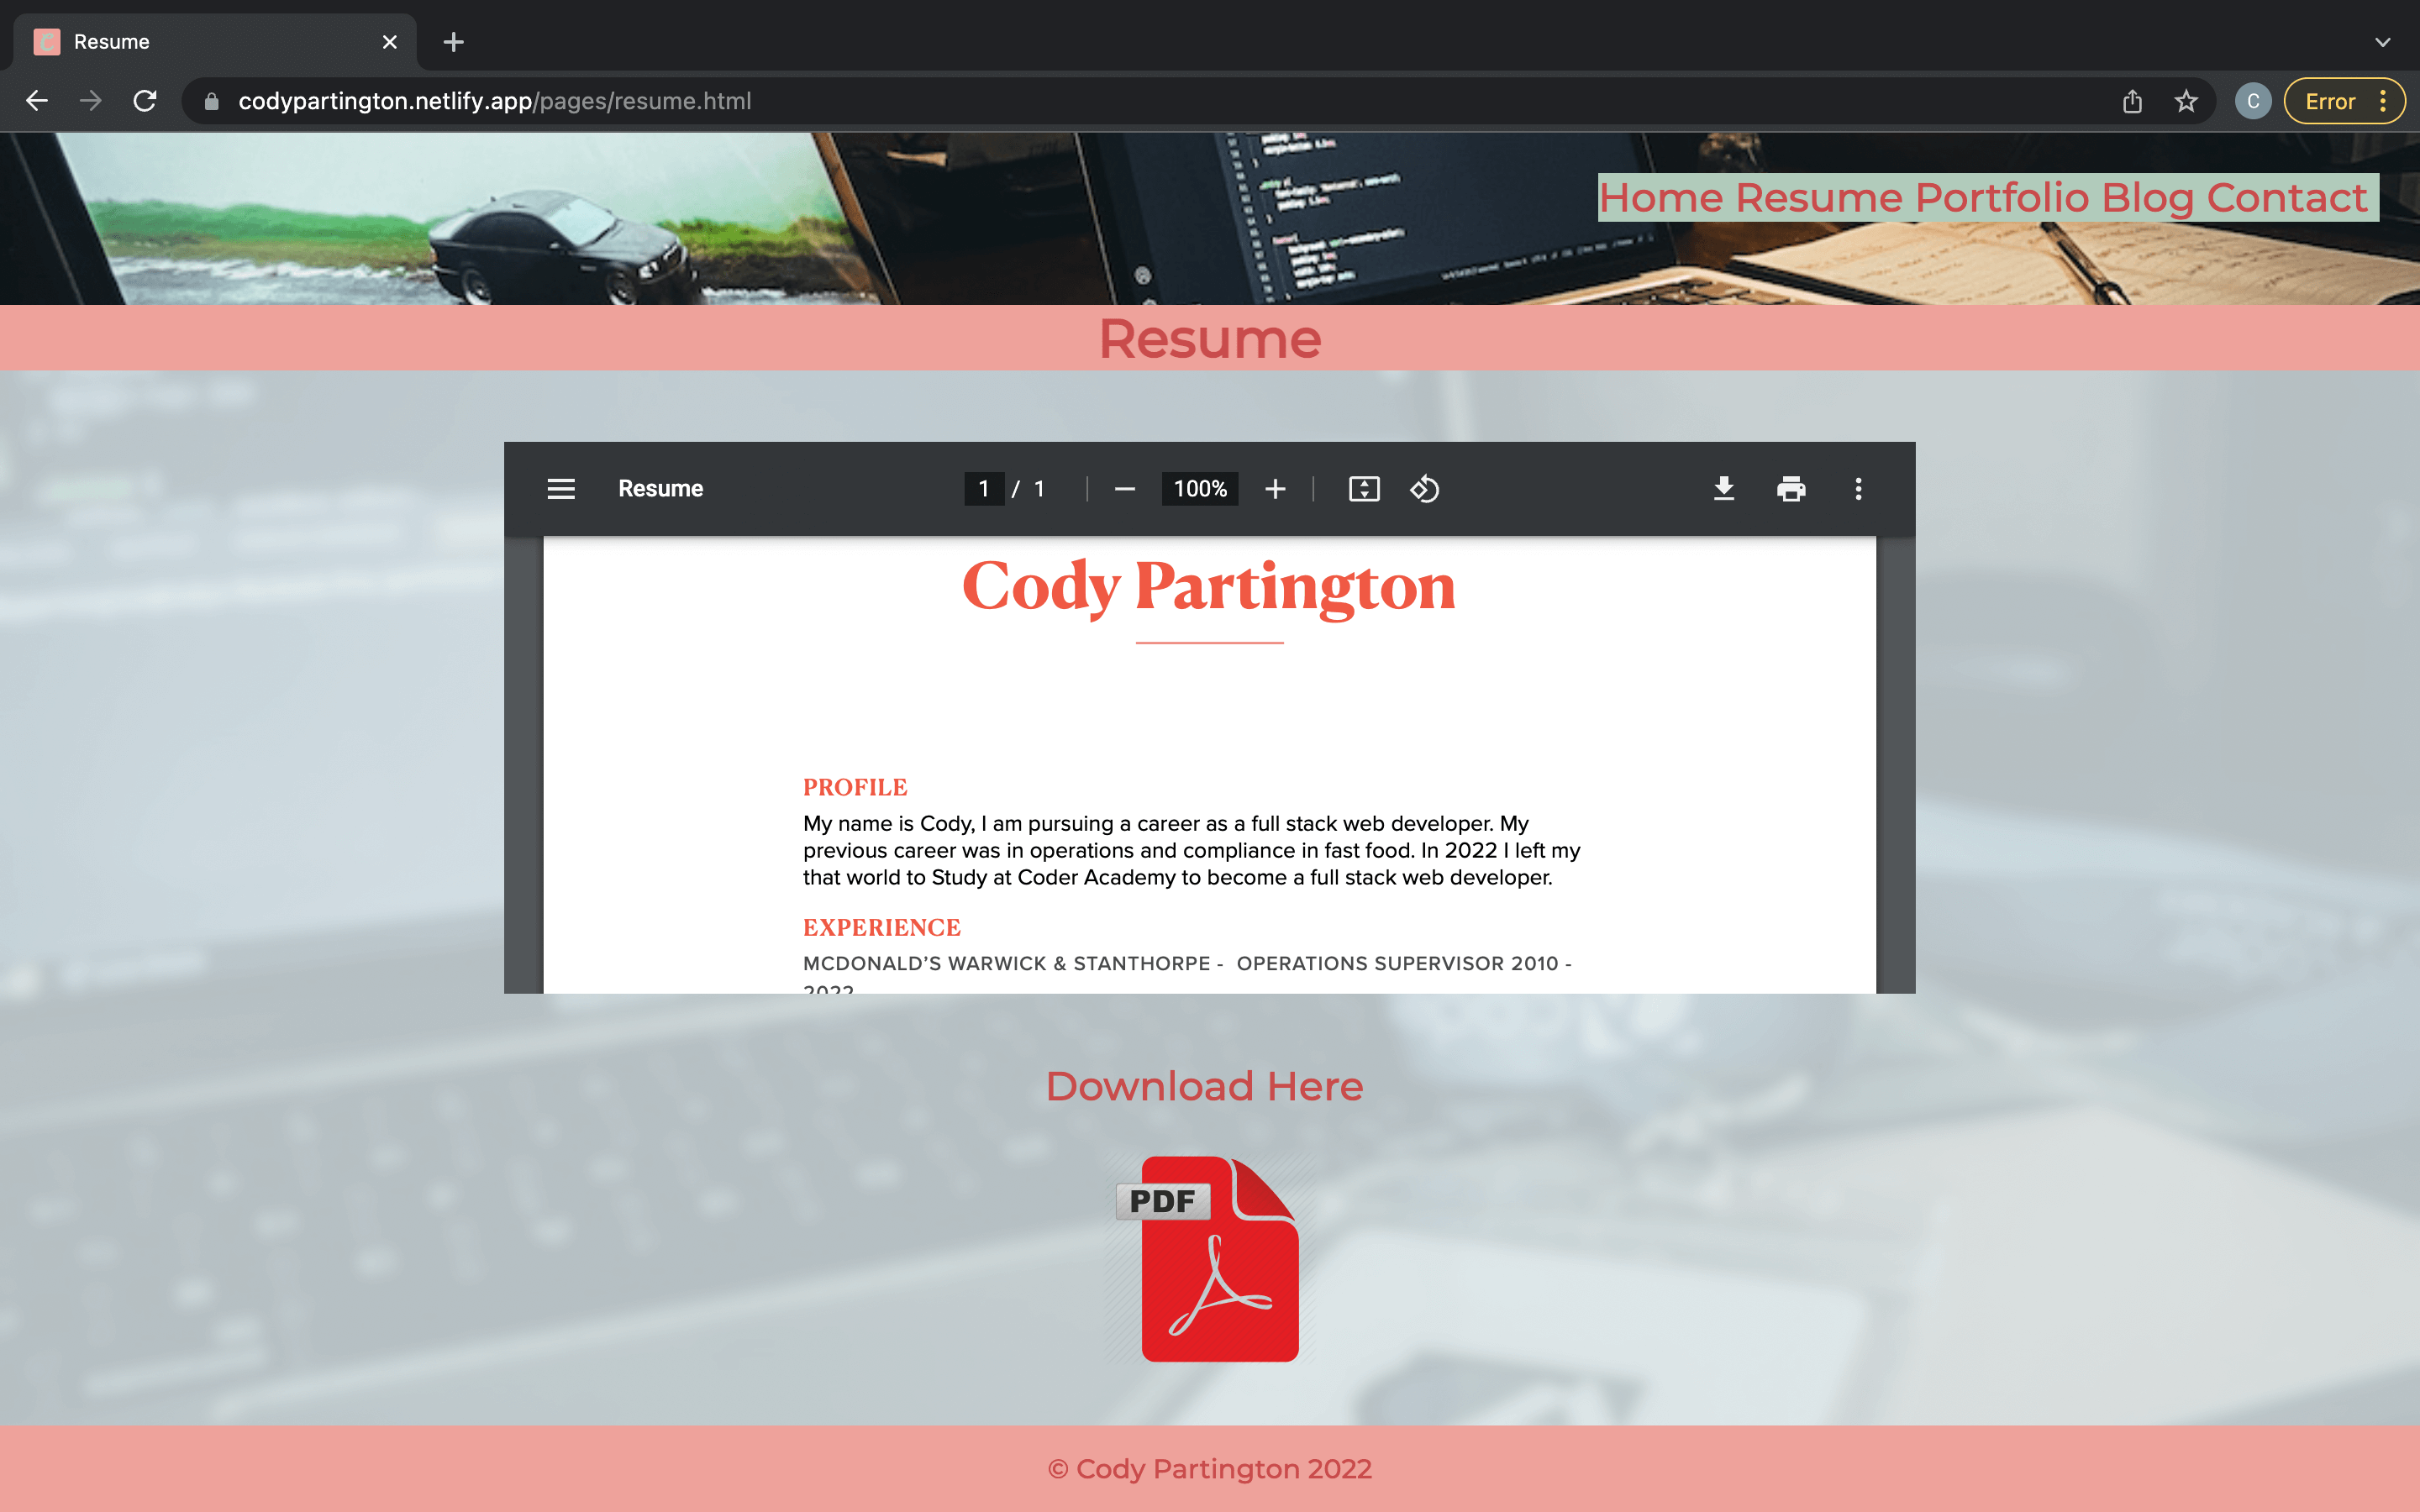 Resume
codypartington.netlify.app/pages/resume.html
C
Error
Home Resume Portfolio Blog Contact
Resume
Resume
1 / 1
100%
Cody Partington
PROFILE
My name is Cody, I am pursuing a career as a full stack web developer. My
previous career was in operations and compliance in fast food. In 2022 I left my
that world to Study at Coder Academy to become a full stack web developer.
EXPERIENCE
MCDONALD’S WARWICK & STANTHORPE - OPERATIONS SUPERVISOR 2010 -
2022
Download Here
PDF
© Cody Partington 2022